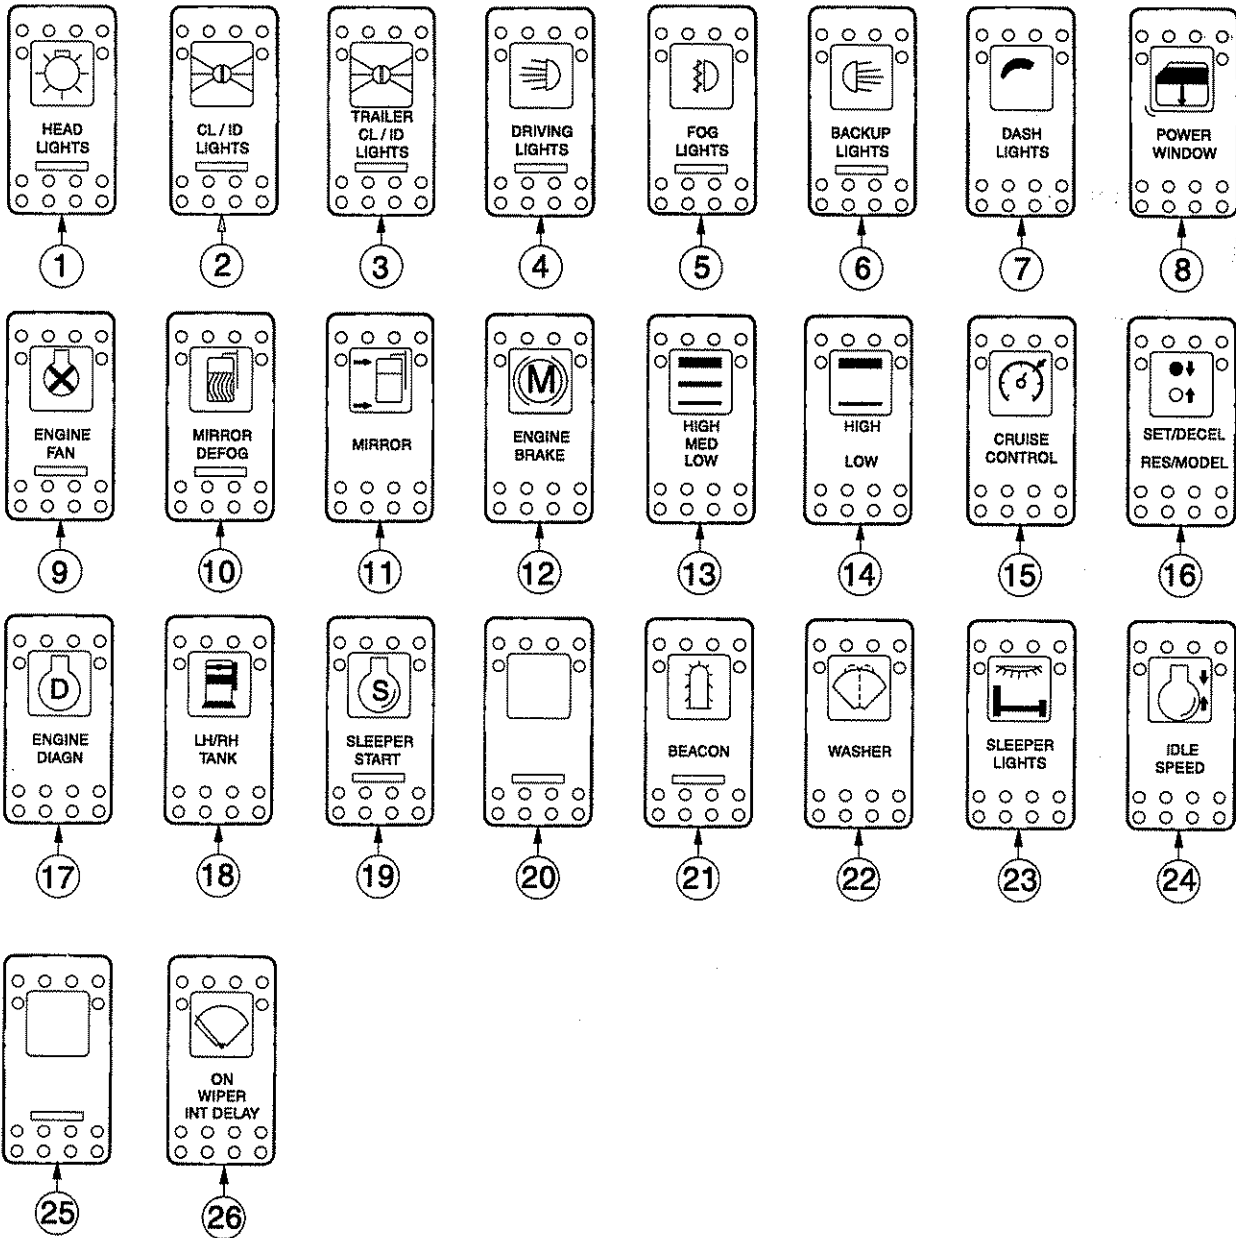 HEAD
LIGHTS
1
CL / ID
LIGHTS
2
TRAILER
CL / ID
LIGHTS
3
DRIVING
LIGHTS
4
FOG
LIGHTS
5
BACKUP
LIGHTS
6
DASH
LIGHTS
7
POWER
WINDOW
8
ENGINE
FAN
9
MIRROR
DEFOG
10
MIRROR
11
M
ENGINE
BRAKE
12
HIGH
MED
LOW
13
HIGH
LOW
14
CRUISE
CONTROL
15
SET/DECEL
RES/MODEL
16
D
ENGINE
DIAGN
17
LH/RH
TANK
18
S
SLEEPER
START
19
20
BEACON
21
WASHER
22
SLEEPER
LIGHTS
23
IDLE
SPEED
24
25
ON
WIPER
INT DELAY
26